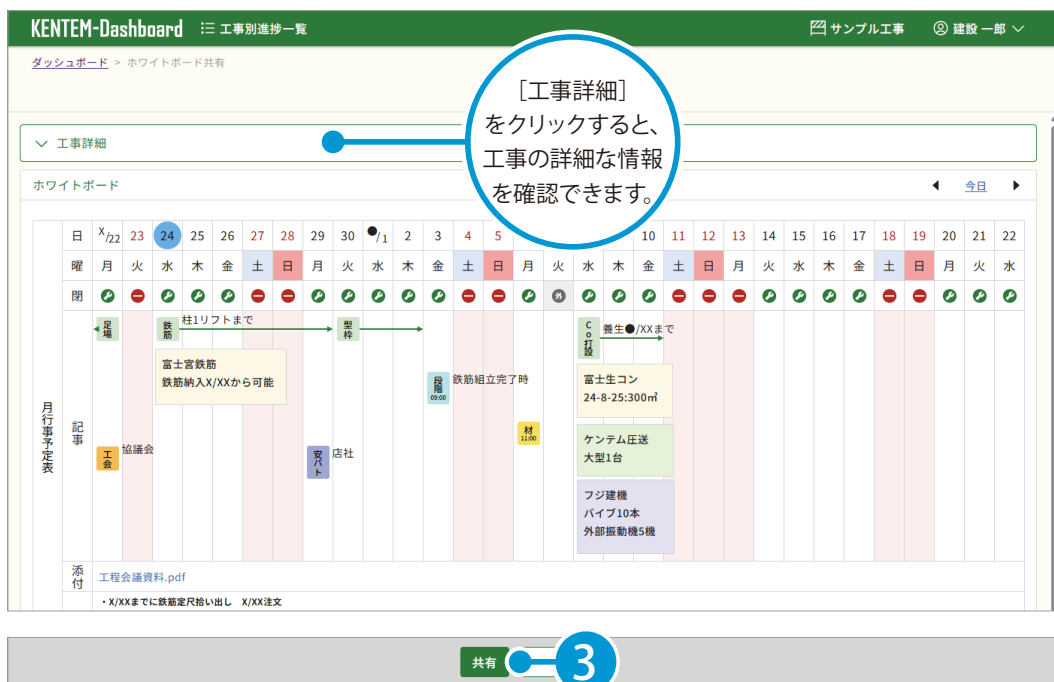 KENTEM-Dashboard 工事別進捗一覧 サンプル工事 建設 一郎
ダッシュボード > ホワイトボード共有
[工事詳細]
をクリックすると、
工事の詳細な情報
を確認できます。
工事詳細
ホワイトボード 今日
日 X/22 23 24 25 26 27 28 29 30 ●/1 2 3 4 5 10 11 12 13 14 15 16 17 18 19 20 21 22
曜 月 火 水 木 金 土 日 月 火 水 木 金 土 日 月 火 水 木 金 土 日 月 火 水 木 金 土 日 月 火 水
閉 外
月行事予定表
記事
足場
鉄筋
柱1リフトまで
型枠
Co打設
養生●/XXまで
富士宮鉄筋
鉄筋納入X/XXから可能
段階
09:00
鉄筋組立完了時
富士生コン
24-8-25:300㎥
材
11:00
工会
協議会
安パト
店社
ケンテム圧送
大型1台
フジ建機
バイブ10本
外部振動機5機
添付 工程会議資料.pdf
・X/XXまでに鉄筋定尺拾い出し X/XX注文
共有 3